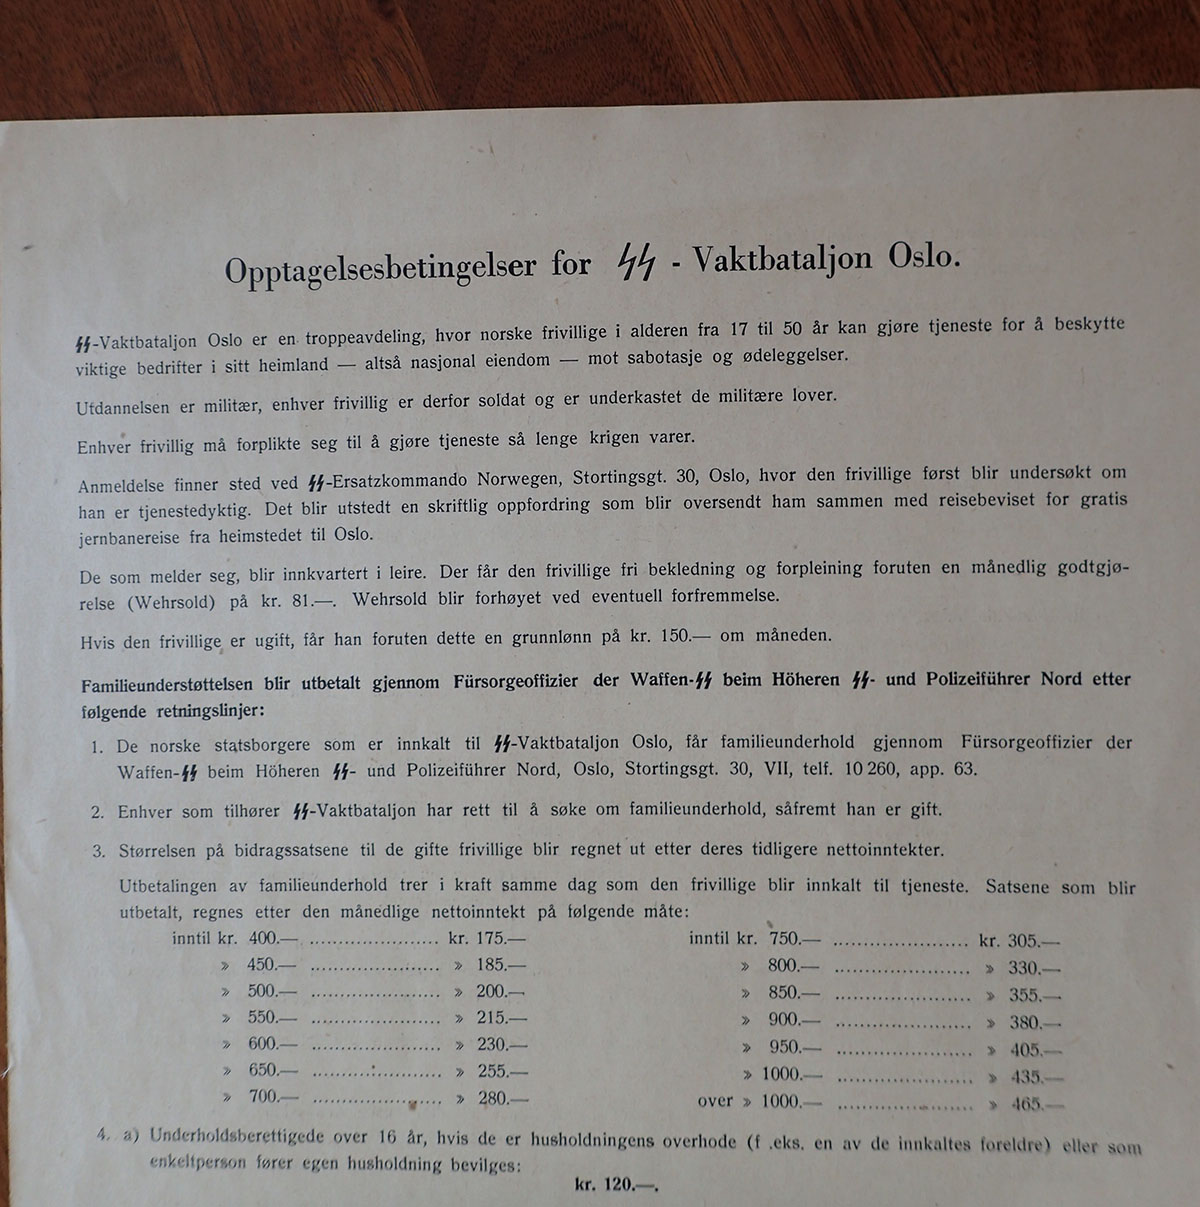 Opptagelsesbetingelser for ᛋᛋ - Vaktbataljon Oslo.
ᛋᛋ-Vaktbataljon Oslo er en troppeavdeling, hvor norske frivillige i alderen fra 17 til 50 år kan gjøre tjeneste for å beskytte
viktige bedrifter i sitt heimland — altså nasjonal eiendom — mot sabotasje og ødeleggelser.
Utdannelsen er militær, enhver frivillig er derfor soldat og er underkastet de militære lover.
Enhver frivillig må forplikte seg til å gjøre tjeneste så lenge krigen varer.
Anmeldelse finner sted ved ᛋᛋ-Ersatzkommando Norwegen, Stortingsgt. 30, Oslo, hvor den frivillige først blir undersøkt om
han er tjenestedyktig. Det blir utstedt en skriftlig oppfordring som blir oversendt ham sammen med reisebeviset for gratis
jernbanereise fra heimstedet til Oslo.
De som melder seg, blir innkvartert i leire. Der får den frivillige fri bekledning og forpleining foruten en månedlig godtgjø-
relse (Wehrsold) på kr. 81.—. Wehrsold blir forhøyet ved eventuell forfremmelse.
Hvis den frivillige er ugift, får han foruten dette en grunnlønn på kr. 150.— om måneden.
Familieunderstøttelsen blir utbetalt gjennom Fürsorgeoffizier der Waffen-ᛋᛋ beim Höheren ᛋᛋ- und Polizeiführer Nord etter
følgende retningslinjer:
1. De norske statsborgere som er innkalt til ᛋᛋ-Vaktbataljon Oslo, får familieunderhold gjennom Fürsorgeoffizier der
Waffen-ᛋᛋ beim Höheren ᛋᛋ- und Polizeiführer Nord, Oslo, Stortingsgt. 30, VII, telf. 10 260, app. 63.
2. Enhver som tilhører ᛋᛋ-Vaktbataljon har rett til å søke om familieunderhold, såfremt han er gift.
3. Størrelsen på bidragssatsene til de gifte frivillige blir regnet ut etter deres tidligere nettoinntekter.
Utbetalingen av familieunderhold trer i kraft samme dag som den frivillige blir innkalt til tjeneste. Satsene som blir
utbetalt, regnes etter den månedlige nettoinntekt på følgende måte:
inntil kr. 400.— ........................ kr. 175.— inntil kr. 750.— ........................ kr. 305.—
» 450.— ........................ » 185.— » 800.— ........................ » 330.—
» 500.— ........................ » 200.— » 850.— ........................ » 355.—
» 550.— ........................ » 215.— » 900.— ........................ » 380.—
» 600.— ........................ » 230.— » 950.— ........................ » 405.—
» 650.— ........................ » 255.— » 1000.— ........................ » 435.—
» 700.— ........................ » 280.— over » 1000.— ........................ » 465.—
4. a) Underholdsberettigede over 16 år, hvis de er husholdningens overhode (f .eks. en av de innkaltes foreldre) eller som
enkeltperson fører egen husholdning bevilges:
kr. 120.—.